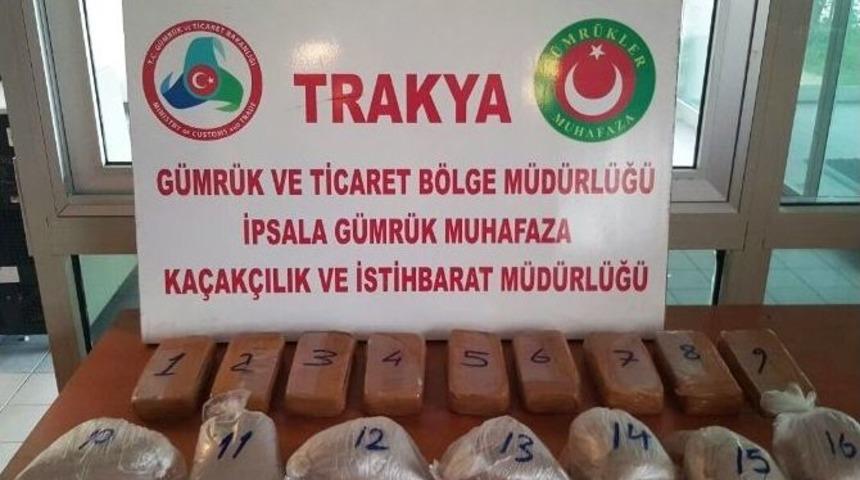 T.C. GÜMRÜK VE TİCARET BAKANLIĞI
MINISTRY OF CUSTOMS AND TRADE
TRAKYA
GÜMRÜKLER
MUHAFAZA
GÜMRÜK VE TİCARET BÖLGE MÜDÜRLÜĞÜ
İPSALA GÜMRÜK MUHAFAZA
KAÇAKÇILIK VE İSTİHBARAT MÜDÜRLÜĞÜ
1 2 3 4 5 6 7 8 9
10 11 12 13 14 15 16